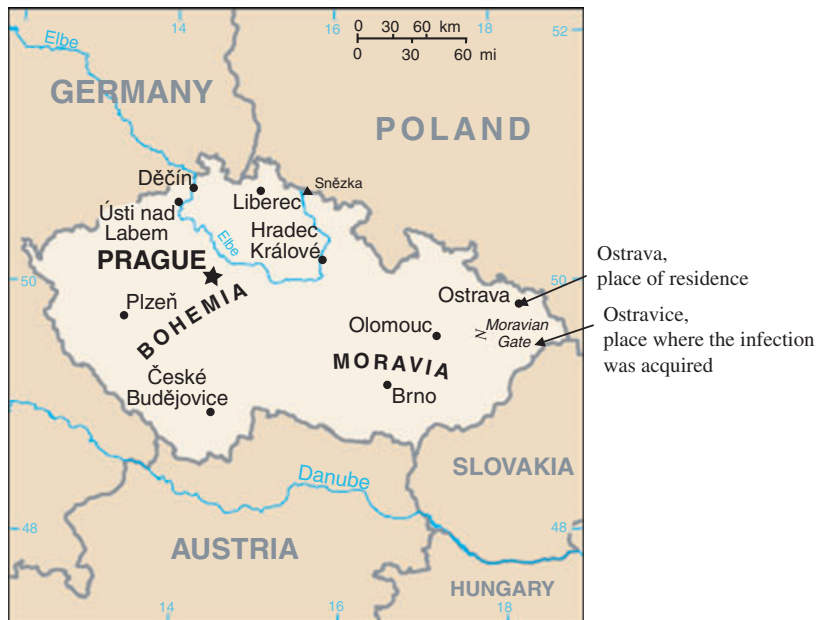 14
0 30 60 km
18
52
0 30 60 mi
Elbe
GERMANY
POLAND
Děčín
Snězka
Liberec
Ústi nad
Labem
Hradec
Králové
Elbe
PRAGUE
50
50
Ostrava
Plzeň
BOHEMIA
Olomouc
Moravian
Gate
MORAVIA
České
Budějovice
Brno
SLOVAKIA
Danube
48
48
AUSTRIA
HUNGARY
14
16
18
Ostrava,
place of residence
Ostravice,
place where the infection
was acquired